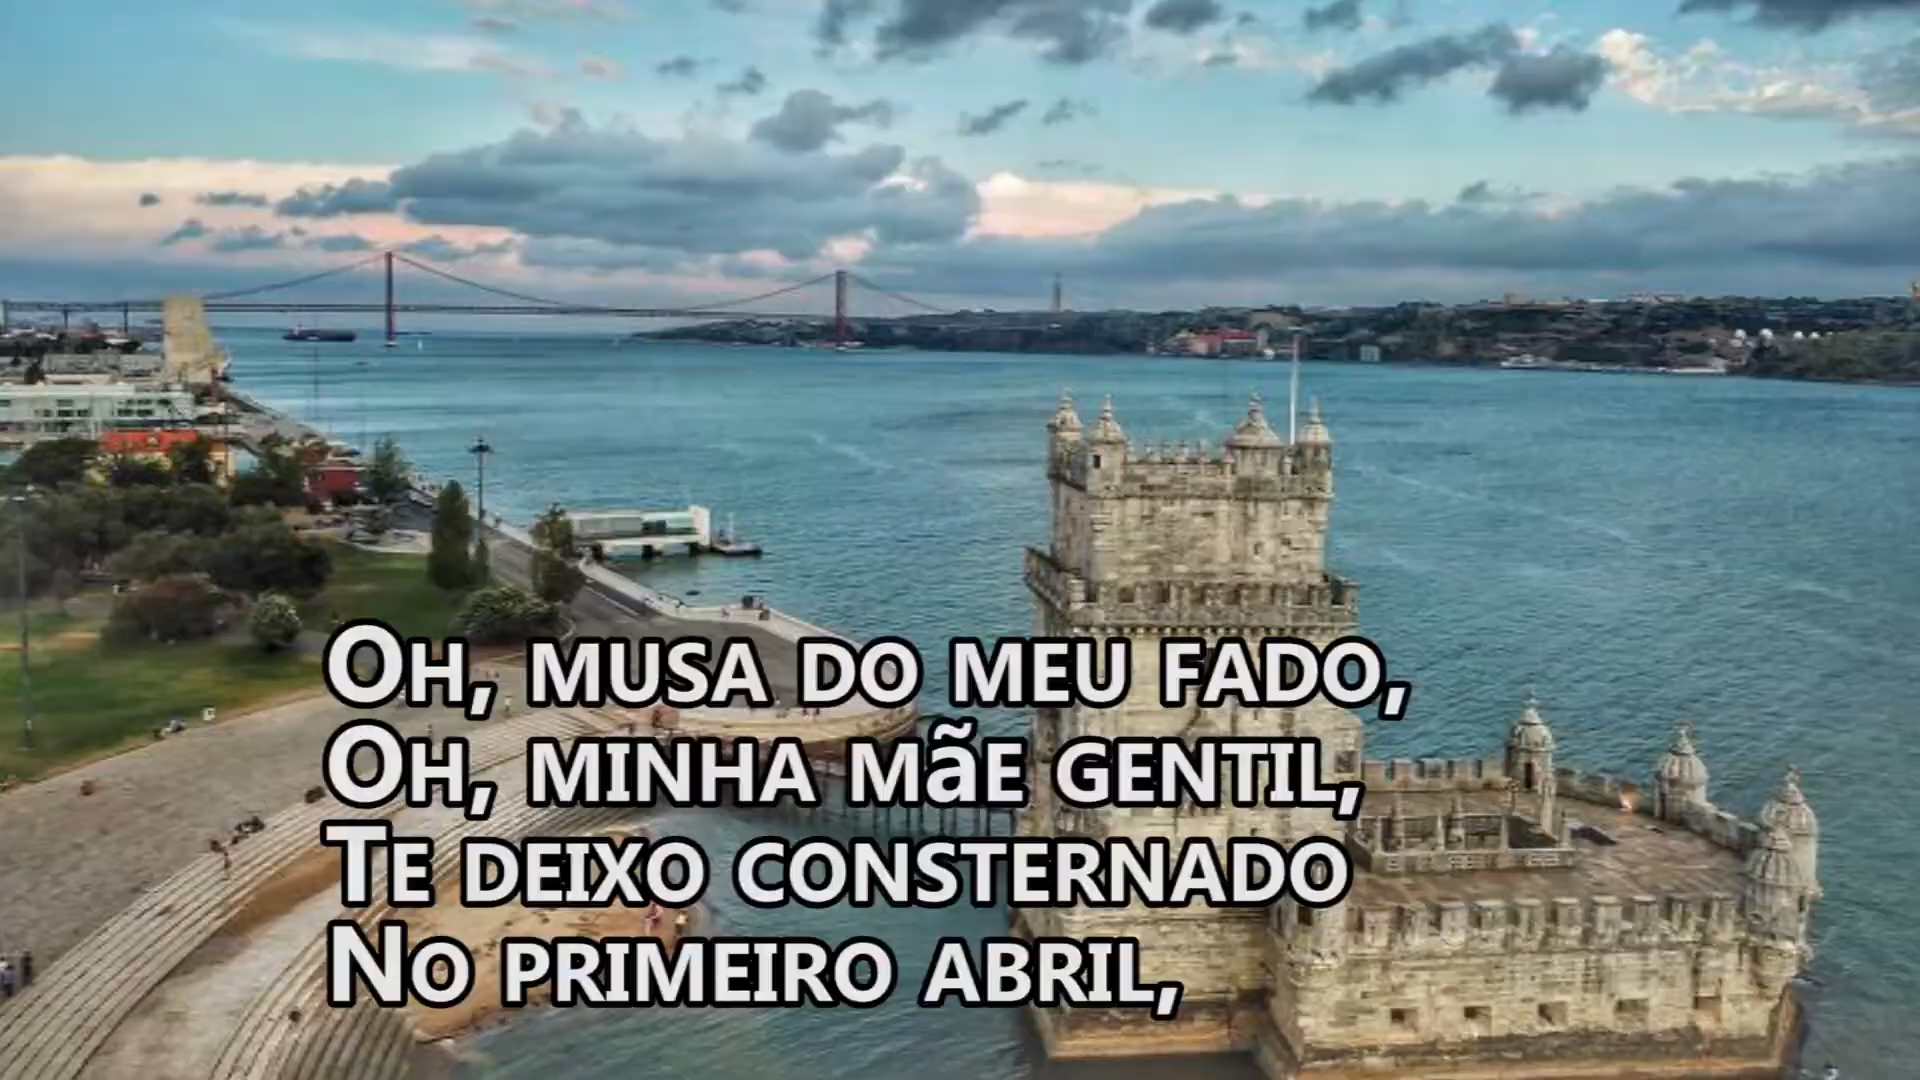 Oh, musa do meu fado,
Oh, minha mãe gentil,
Te deixo consternado
No primeiro abril,